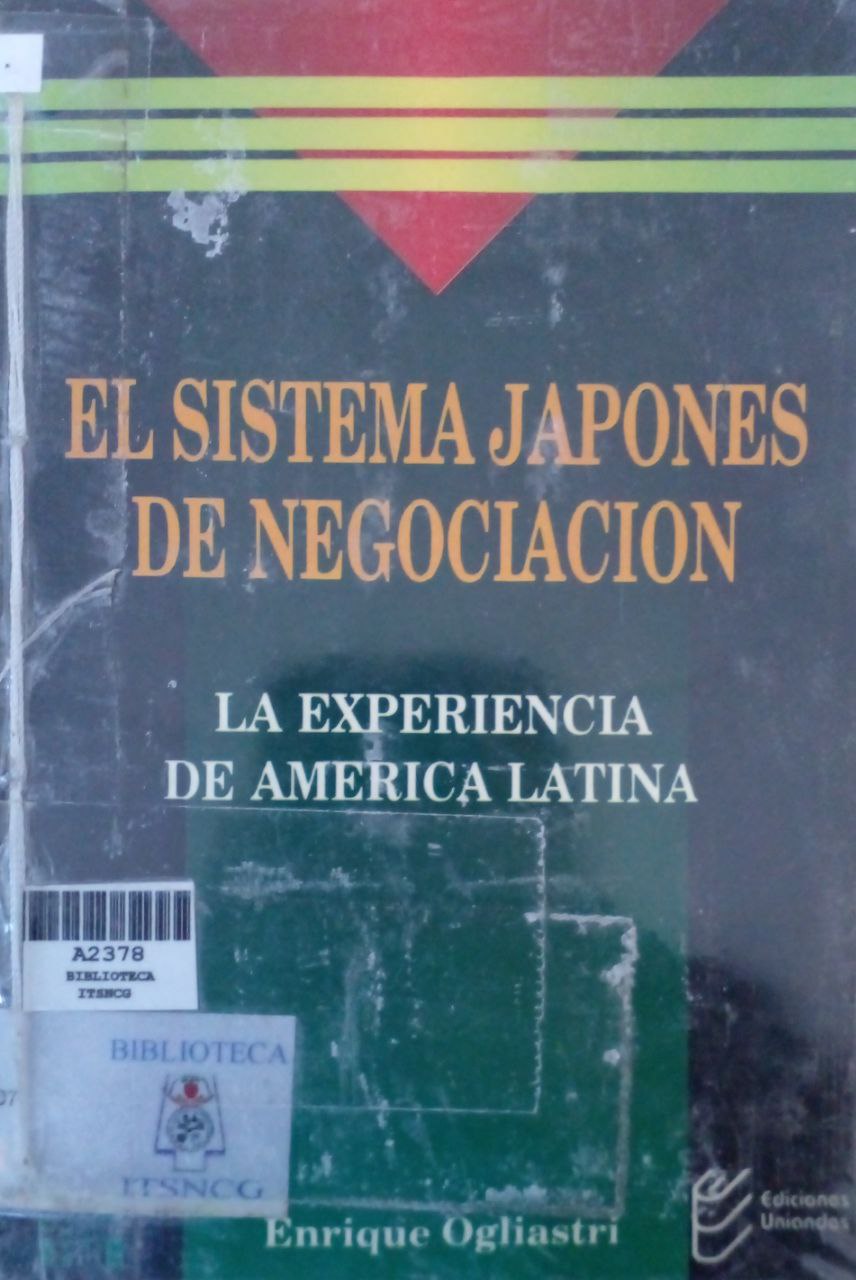 EL SISTEMA JAPONES
DE NEGOCIACION
LA EXPERIENCIA
DE AMERICA LATINA
A2378
BIBLIOTECA
ITSNCG
BIBLIOTECA
ITSNCG
Enrique Ogliastri
Ediciones
Uniandes